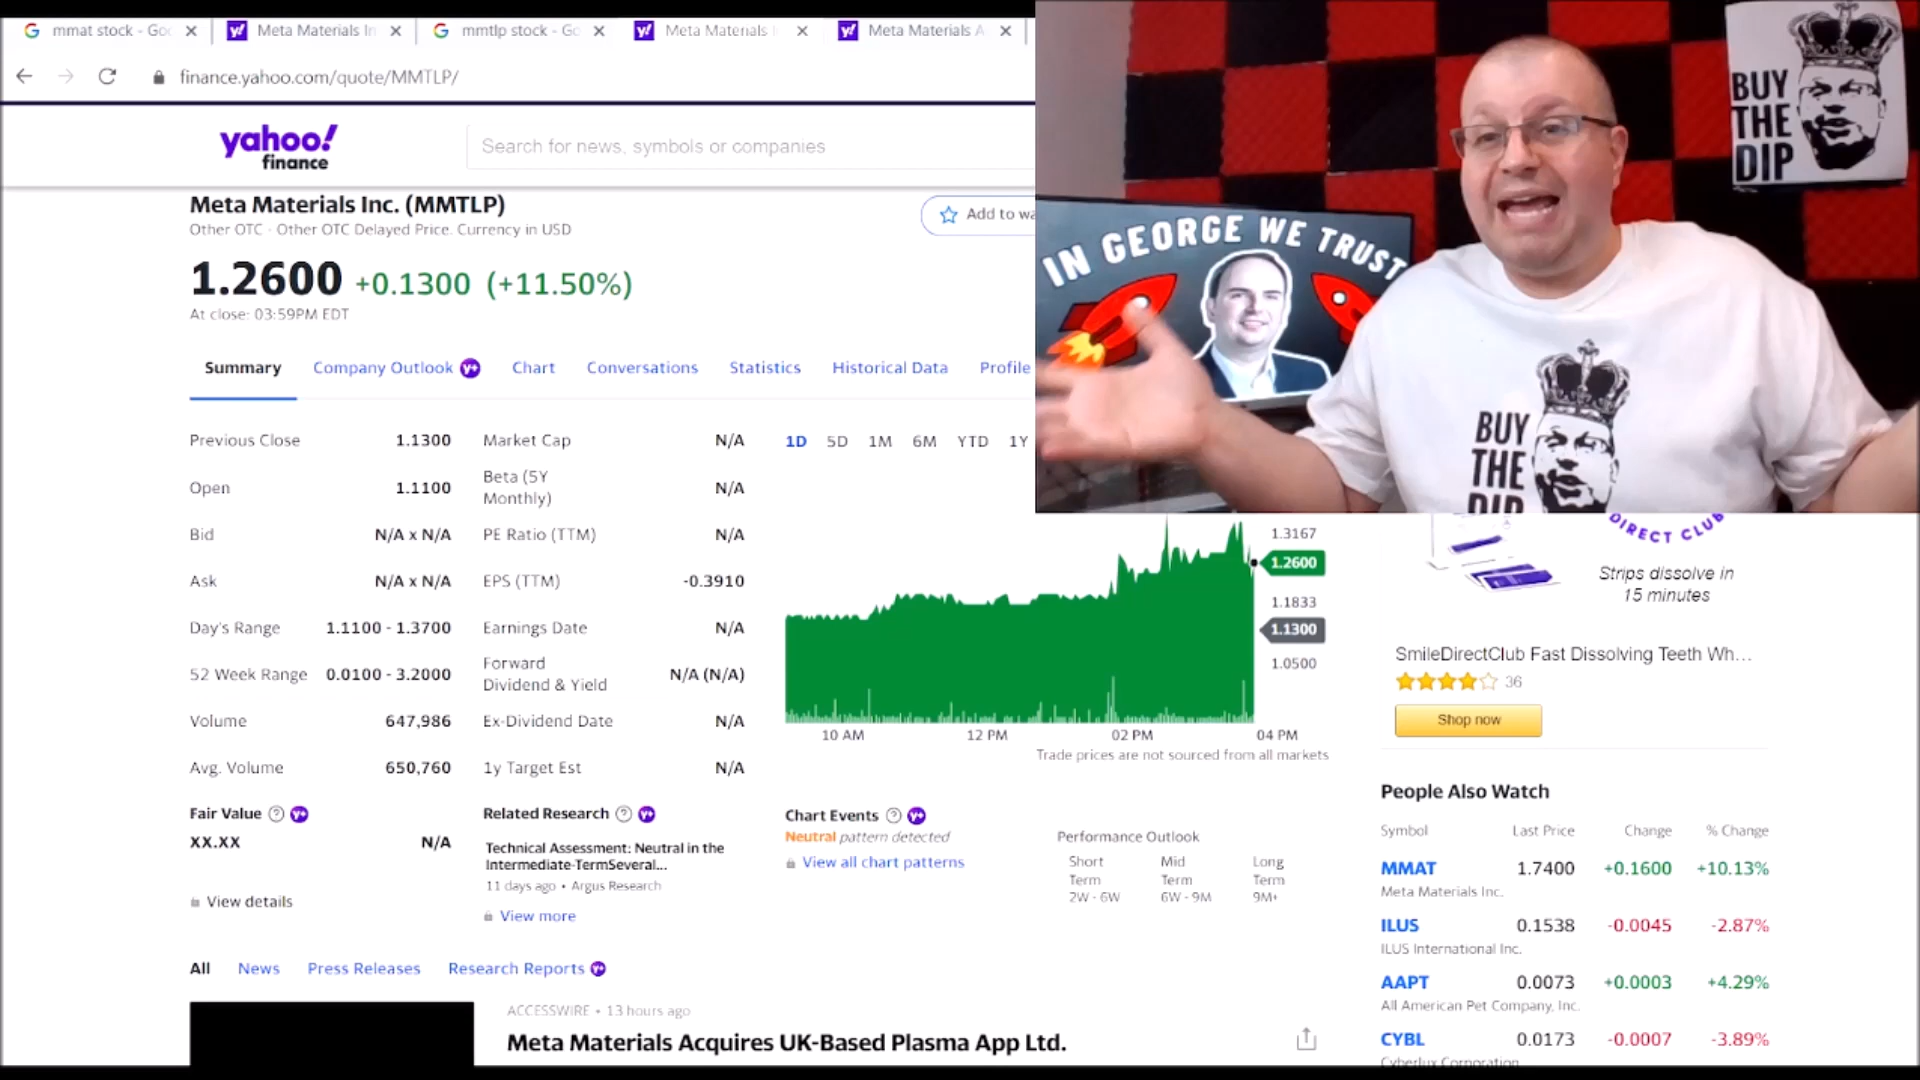 mmat stock - Goo
Meta Materials In
mmtlp stock - Go
Meta Materials I
Meta Materials A
finance.yahoo.com/quote/MMTLP/
yahoo!
finance
Search for news, symbols or companies
Meta Materials Inc. (MMTLP)
Other OTC - Other OTC Delayed Price. Currency in USD
Add to wa
1.2600 +0.1300 (+11.50%)
At close: 03:59PM EDT
Summary Company Outlook Y+ Chart Conversations Statistics Historical Data Profile
Previous Close 1.1300
Open 1.1100
Bid N/A x N/A
Ask N/A x N/A
Day's Range 1.1100 - 1.3700
52 Week Range 0.0100 - 3.2000
Volume 647,986
Avg. Volume 650,760
Market Cap N/A
Beta (5Y
Monthly) N/A
PE Ratio (TTM) N/A
EPS (TTM) -0.3910
Earnings Date N/A
Forward
Dividend & Yield N/A (N/A)
Ex-Dividend Date N/A
1y Target Est N/A
1D 5D 1M 6M YTD 1Y
1.3167
1.2600
1.1833
1.1300
1.0500
10 AM 12 PM 02 PM 04 PM
Trade prices are not sourced from all markets
Fair Value ? Y+
XX.XX N/A
View details
Related Research ? Y+
Technical Assessment: Neutral in the
Intermediate-TermSeveral...
11 days ago • Argus Research
View more
Chart Events ? Y+
Neutral pattern detected
View all chart patterns
Performance Outlook
Short
Term
2W - 6W
Mid
Term
6W - 9M
Long
Term
9M+
All News Press Releases Research Reports Y+
ACCESSWIRE • 13 hours ago
Meta Materials Acquires UK-Based Plasma App Ltd.
IN GEORGE WE TRUST
BUY
THE
DIP
BUY
THE
DIP
DIRECT CLUB
Strips dissolve in
15 minutes
SmileDirectClub Fast Dissolving Teeth Wh...
36
Shop now
People Also Watch
Symbol Last Price Change % Change
MMAT 1.7400 +0.1600 +10.13%
Meta Materials Inc.
ILUS 0.1538 -0.0045 -2.87%
ILUS International Inc.
AAPT 0.0073 +0.0003 +4.29%
All American Pet Company, Inc.
CYBL 0.0173 -0.0007 -3.89%
Cyberlux Corporation